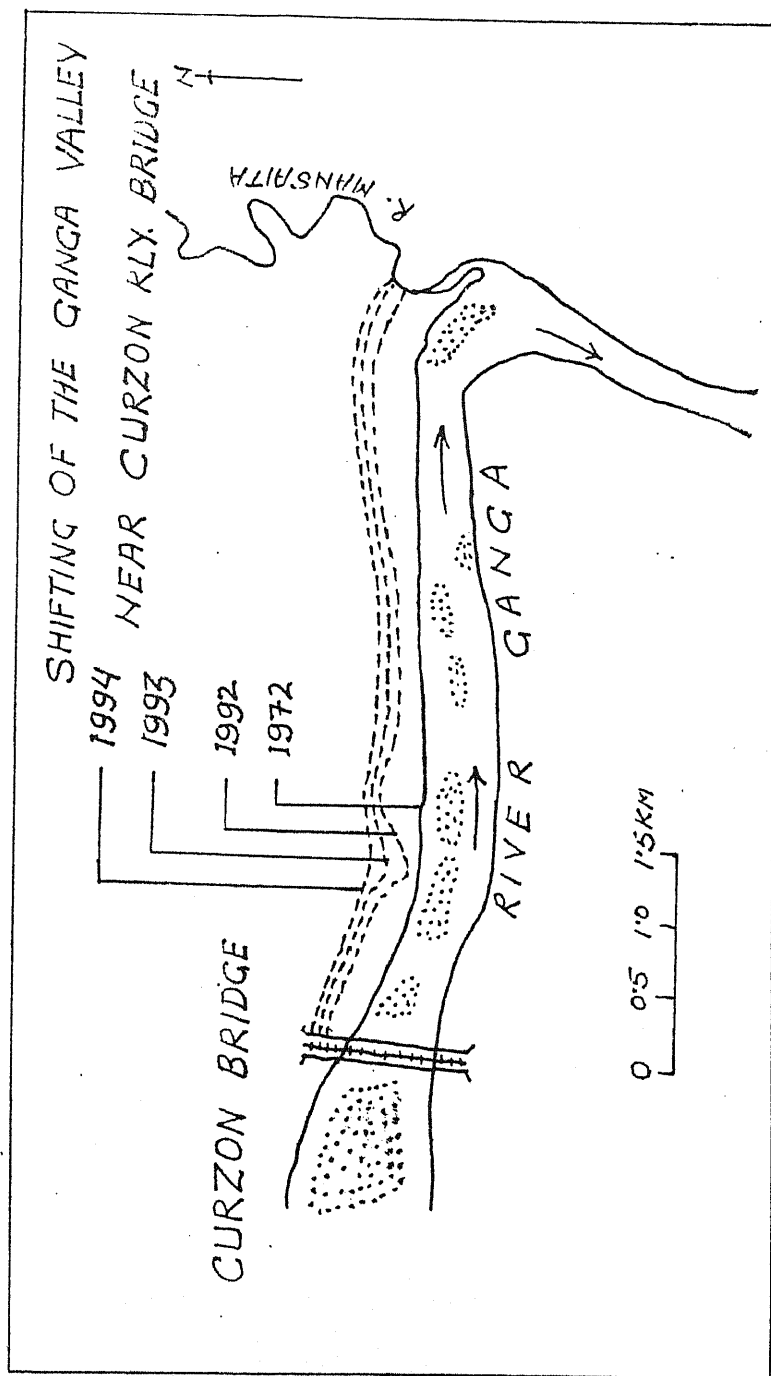 SHIFTING OF THE GANGA VALLEY
NEAR CURZON RLY. BRIDGE
N
1994
1993
1992
1972
CURZON BRIDGE
R. MANSAITA
RIVER GANGA
0 0.5 1.0 1.5KM